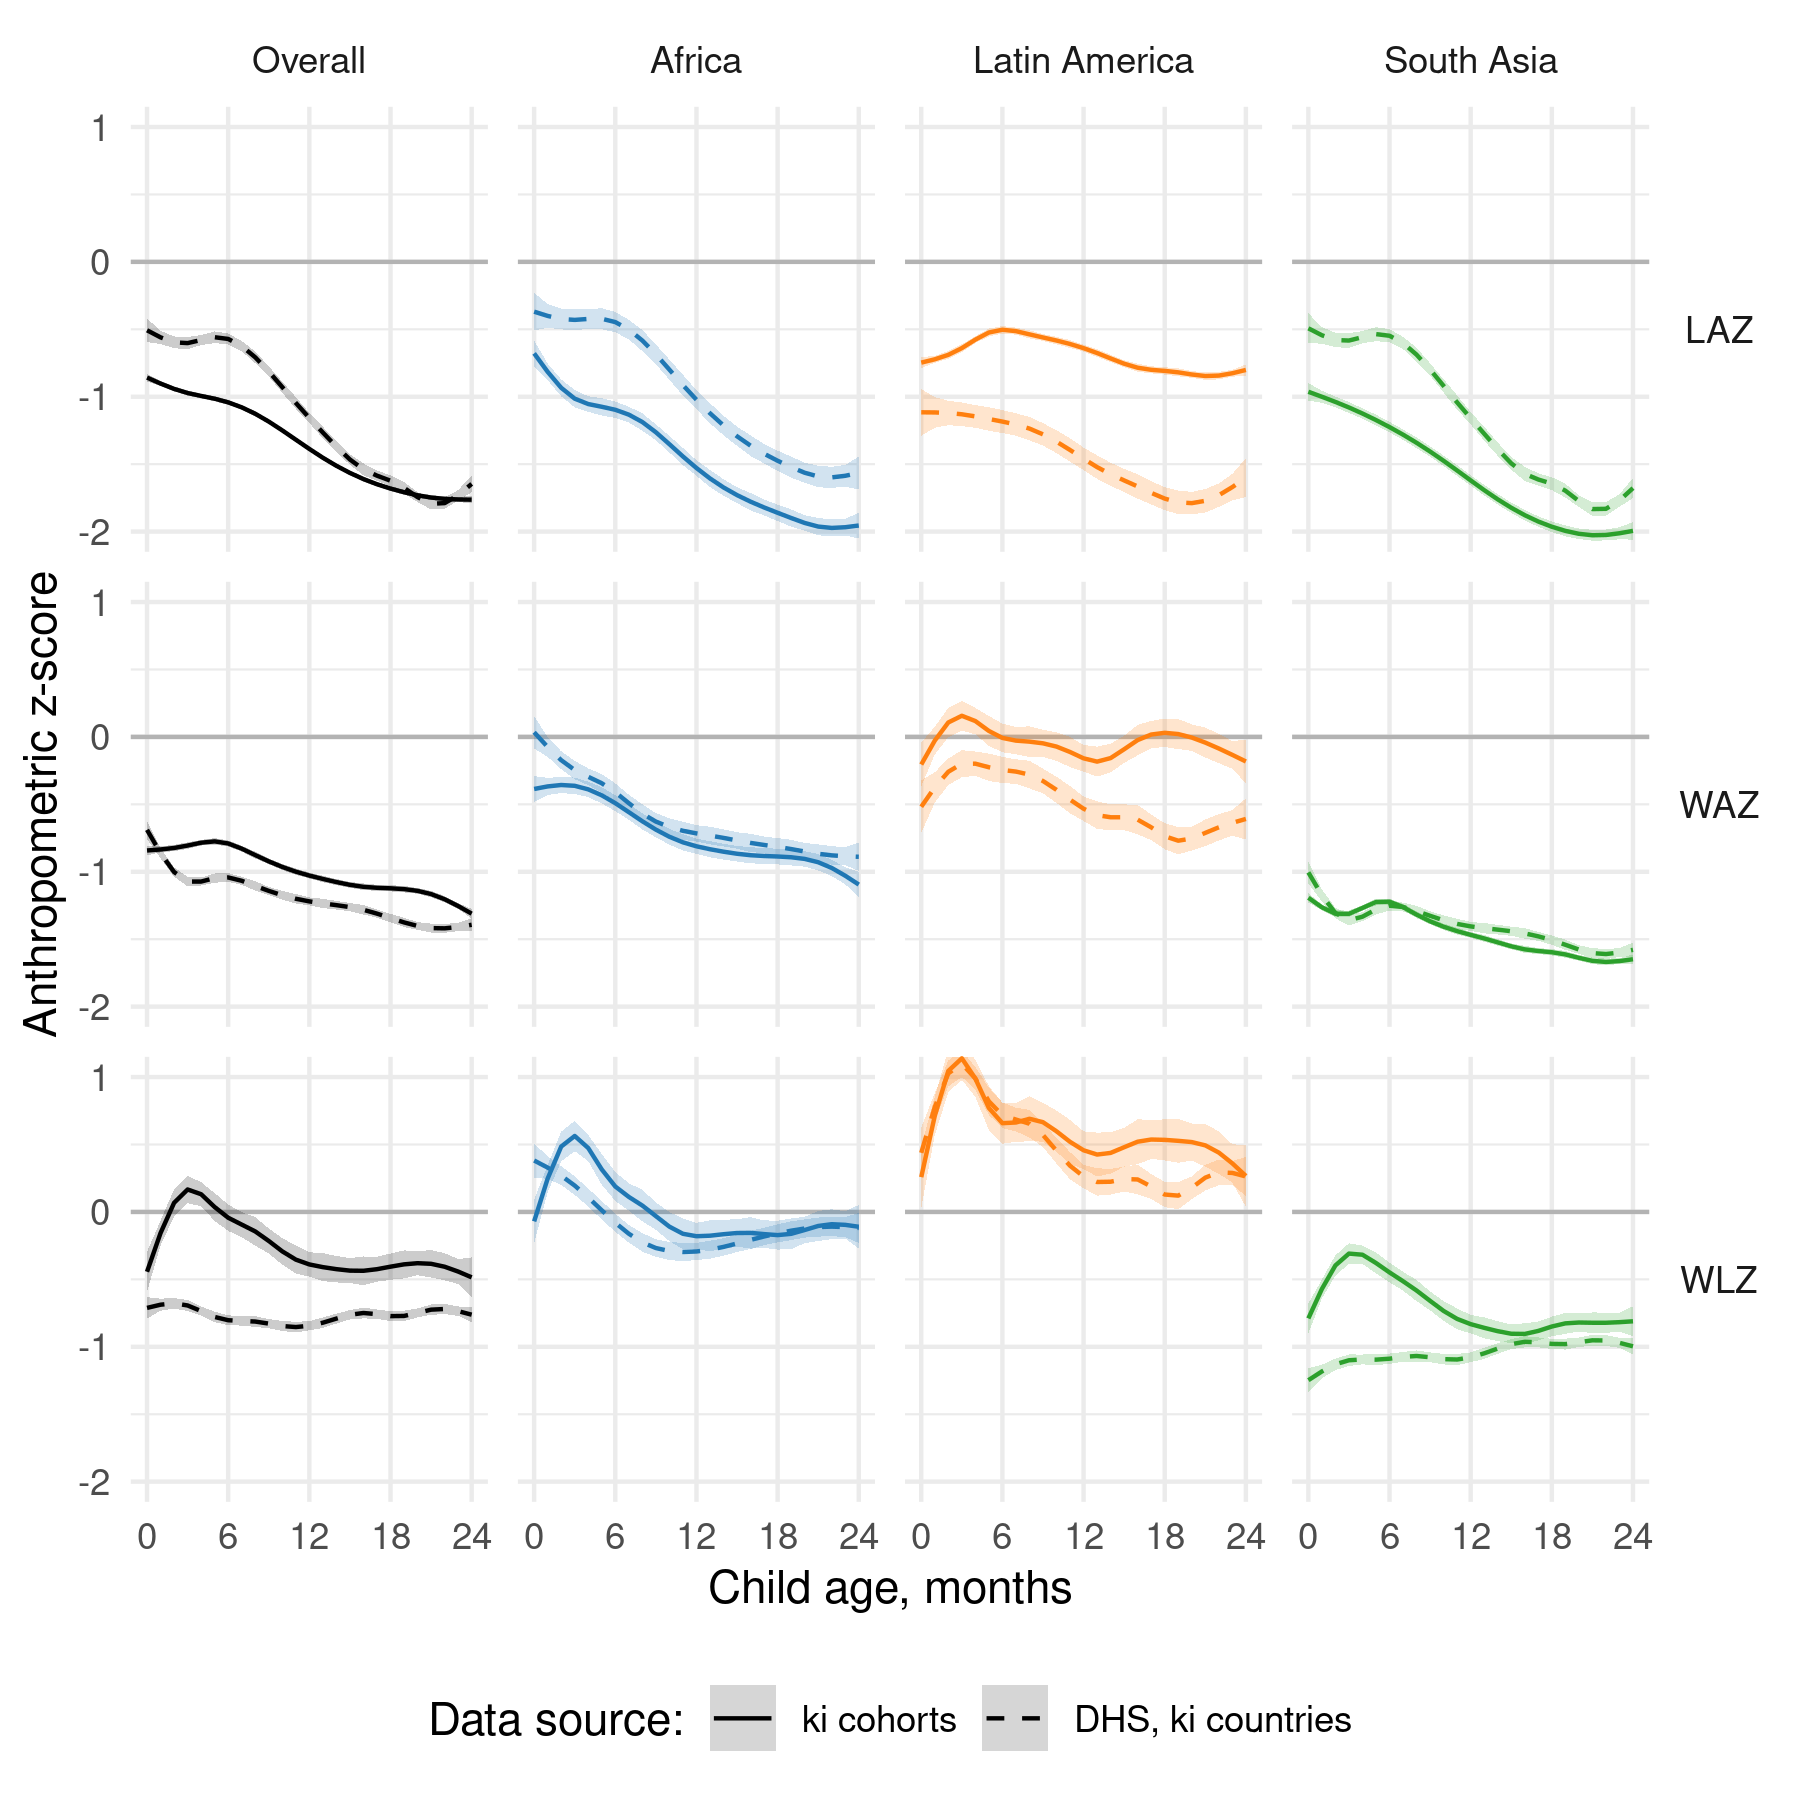 Overall Africa Latin America South Asia
1
0
-1
-2
LAZ
1
0
-1
-2
WAZ
1
0
-1
-2
WLZ
Anthropometric z-score
0 6 12 18 24 0 6 12 18 24 0 6 12 18 24 0 6 12 18 24
Child age, months
Data source: ki cohorts DHS, ki countries